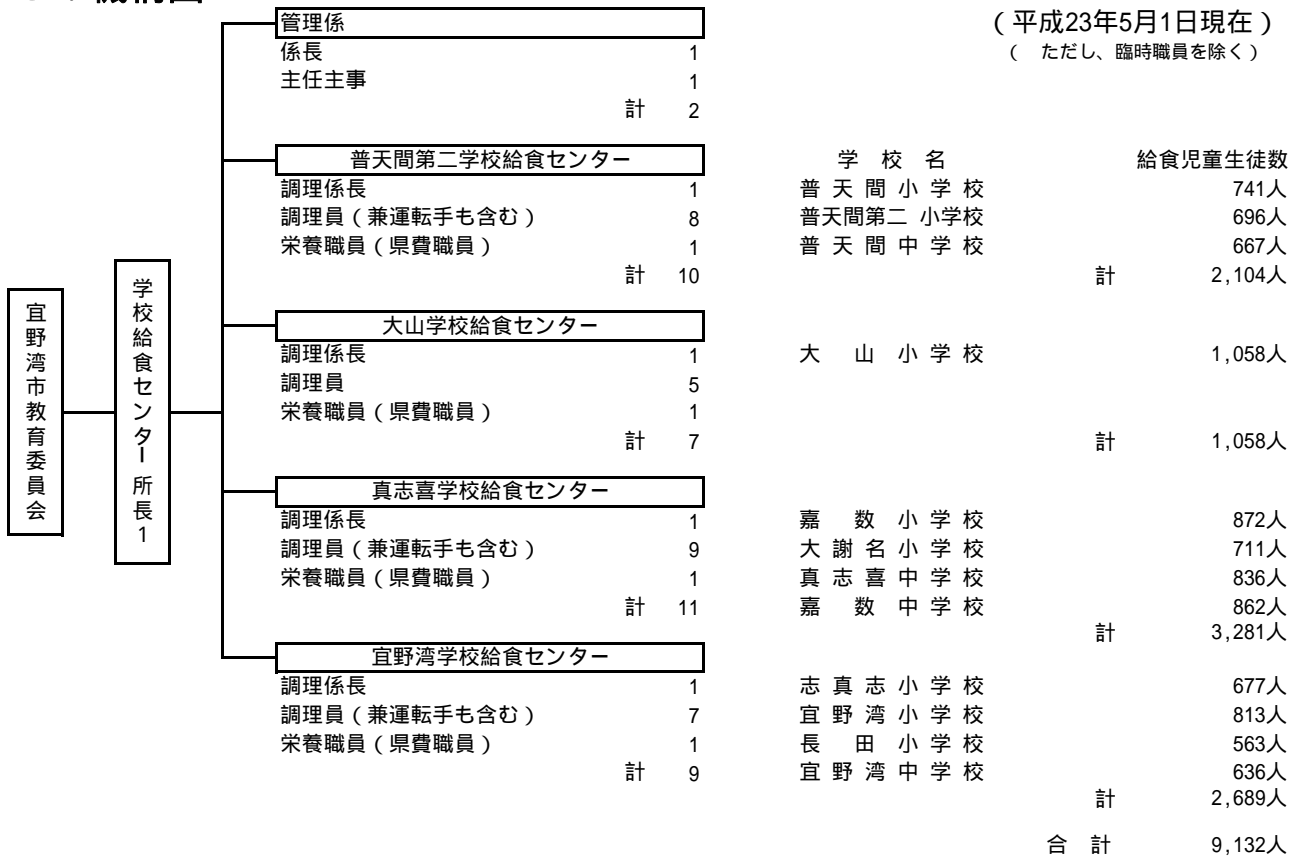 （平成23年5月1日現在）
（　ただし、臨時職員を除く）
宜野湾市教育委員会
学校給食センター 所長1
管理係
係長 1
主任主事 1
計 2
普天間第二学校給食センター 学 校 名 給食児童生徒数
調理係長 1 普 天 間 小 学 校 741人
調理員（兼運転手も含む） 8 普天間第二 小学校 696人
栄養職員（県費職員） 1 普 天 間 中 学 校 667人
計 10 計 2,104人
大山学校給食センター
調理係長 1 大 山 小 学 校 1,058人
調理員 5
栄養職員（県費職員） 1
計 7 計 1,058人
真志喜学校給食センター
調理係長 1 嘉 数 小 学 校 872人
調理員（兼運転手も含む） 9 大 謝 名 小 学 校 711人
栄養職員（県費職員） 1 真 志 喜 中 学 校 836人
計 11 嘉 数 中 学 校 862人
計 3,281人
宜野湾学校給食センター
調理係長 1 志 真 志 小 学 校 677人
調理員（兼運転手も含む） 7 宜 野 湾 小 学 校 813人
栄養職員（県費職員） 1 長 田 小 学 校 563人
計 9 宜 野 湾 中 学 校 636人
計 2,689人
合 計 9,132人